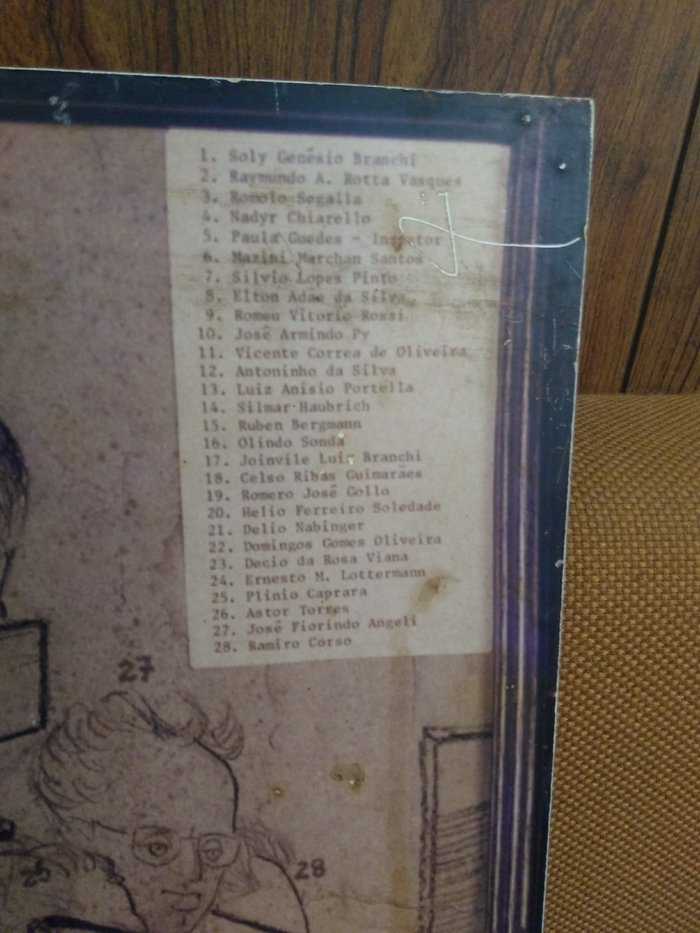 1. Soly Genésio Branchi
2. Raymundo A. Rotta Vasques
3. Romolo Segalla
4. Nadyr Chiarello
5. Paulo Guedes - Inspetor
6. Mazini Marchan Santos
7. Silvio Lopes Pinto
8. Elton Adão da Silva
9. Romeu Vitorio Rossi
10. José Armindo Py
11. Vicente Correa de Oliveira
12. Antoninho da Silva
13. Luiz Anisio Portella
14. Silmar Haubrich
15. Ruben Bergmann
16. Olindo Sonda
17. Joinvile Luiz Branchi
18. Celso Ribas Guimarães
19. Romero José Gollo
20. Helio Ferreiro Soledade
21. Delio Nabinger
22. Domingos Gomes Oliveira
23. Decio da Rosa Viana
24. Ernesto M. Lottermann
25. Plinio Caprara
26. Astor Torres
27. José Fiorindo Angeli
28. Ramiro Corso
27
25
28